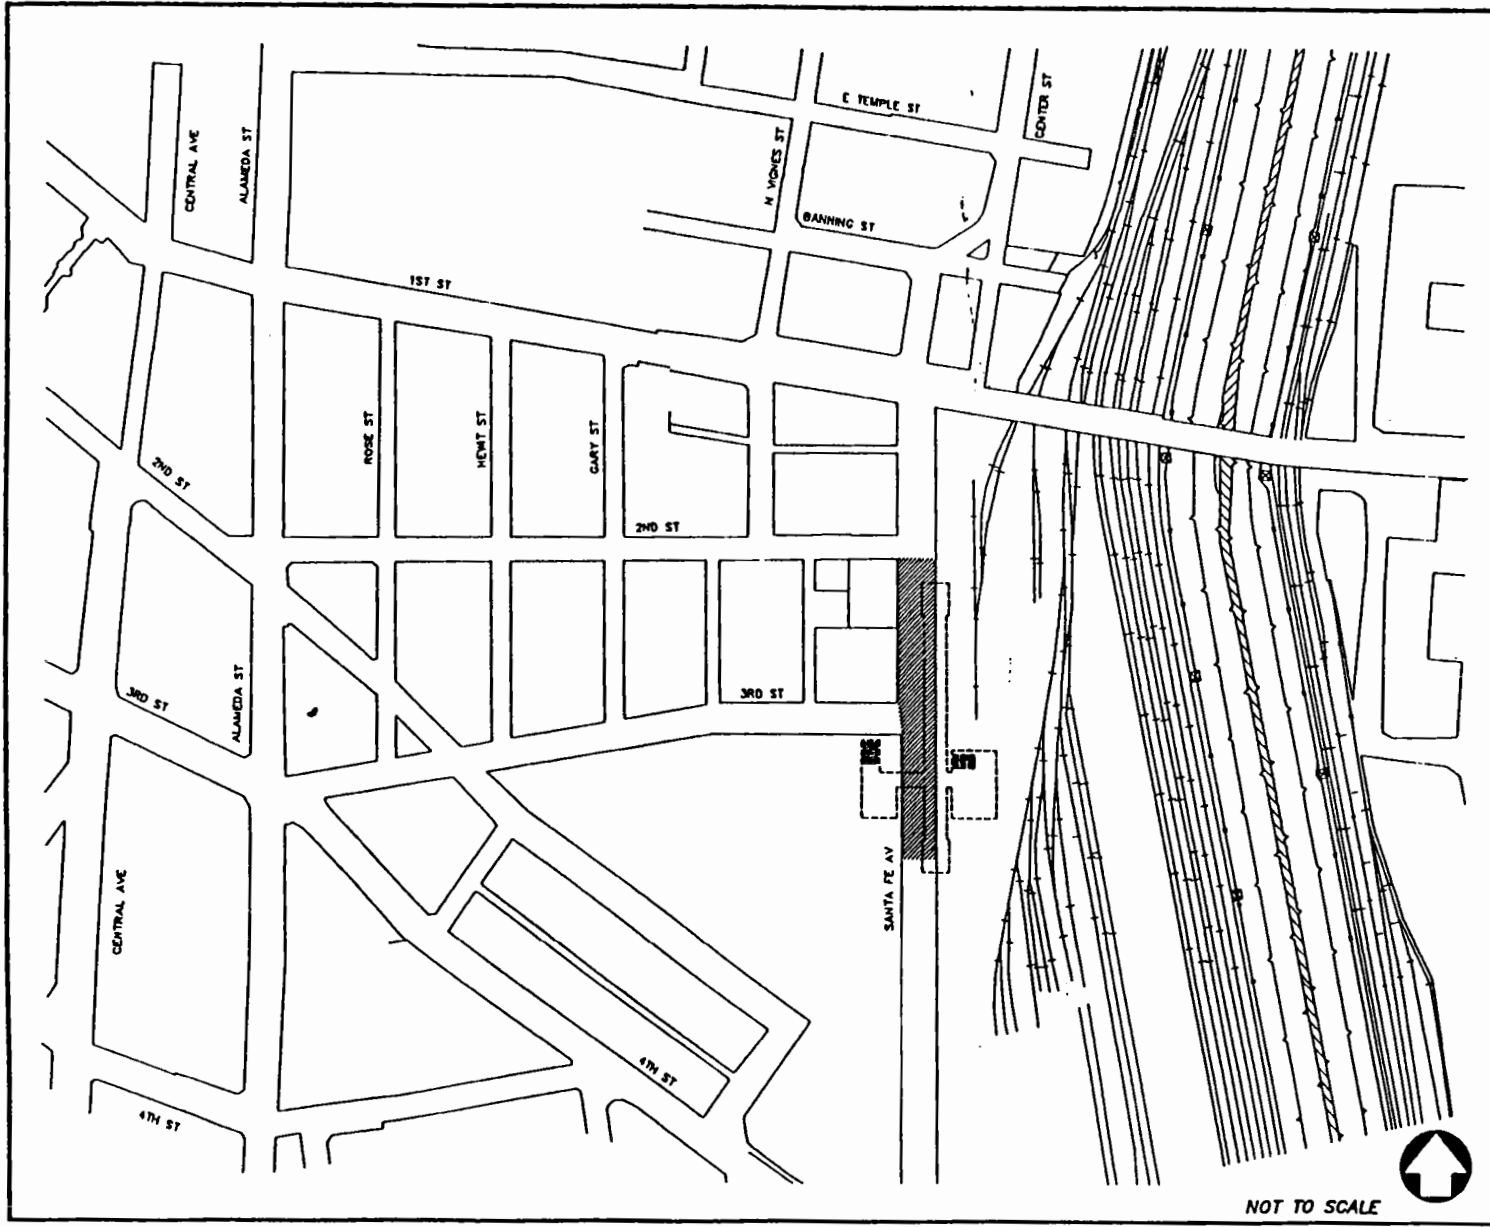 E TEMPLE ST
CENTER ST
CENTRAL AVE
ALAMEDA ST
N VIGNES ST
BANNING ST
1ST ST
ROSE ST
HEWIT ST
GARY ST
2ND ST
2ND ST
3RD ST
ALAMEDA ST
3RD ST
SANTA FE AV
CENTRAL AVE
4TH ST
4TH ST
NOT TO SCALE